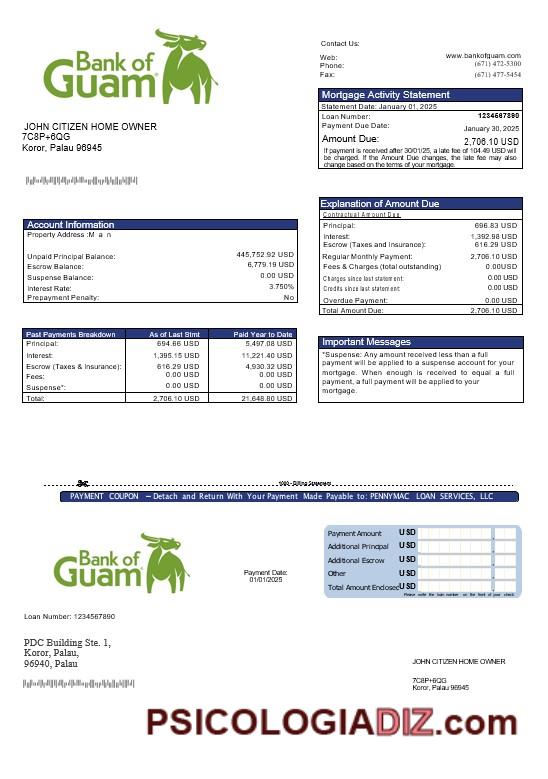 Bank of
Guam
Contact Us:
Web: www.bankofguam.com
Phone: (671) 472-5300
Fax: (671) 477-5454
Mortgage Activity Statement
Statement Date: January 01, 2025
Loan Number: 1234567890
Payment Due Date: January 30, 2025
Amount Due: 2,706.10 USD
If payment is received after 30/01/25, a late fee of 104.49 USD will
be charged. If the Amount Due changes, the late fee may also
change based on the terms of your mortgage.
JOHN CITIZEN HOME OWNER
7C8P+6QG
Koror, Palau 96945
Account Information
Property Address :M a n
Unpaid Principal Balance: 445,752.92 USD
Escrow Balance: 6,779.19 USD
Suspense Balance: 0.00 USD
Interest Rate: 3.750%
Prepayment Penalty: No
Explanation of Amount Due
Contractual Amount Due
Principal: 696.83 USD
Interest: 1,392.98 USD
Escrow (Taxes and Insurance): 616.29 USD
Regular Monthly Payment: 2,706.10 USD
Fees & Charges (total outstanding) 0.00USD
Charges since last statement: 0.00 USD
Credits since last statement: 0.00 USD
Overdue Payment: 0.00 USD
Total Amount Due: 2,706.10 USD
Past Payments Breakdown As of Last Stmt Paid Year to Date
Principal: 694.66 USD 5,497.08 USD
Interest: 1,395.15 USD 11,221.40 USD
Escrow (Taxes & Insurance): 616.29 USD 4,930.32 USD
Fees: 0.00 USD 0.00 USD
Suspense*: 0.00 USD 0.00 USD
Total: 2,706.10 USD 21,648.80 USD
Important Messages
*Suspense: Any amount received less than a full
payment will be applied to a suspense account for your
mortgage. When enough is received to equal a full
payment, a full payment will be applied to your
mortgage.
Billing Statement
PAYMENT COUPON – Detach and Return With Your Payment Made Payable to: PENNYMAC LOAN SERVICES, LLC
Bank of
Guam
Payment Date:
01/01/2025
Payment Amount USD
Additional Principal USD
Additional Escrow USD
Other USD
Total Amount Enclosed USD
Please write the loan number on the front of your check.
Loan Number: 1234567890
PDC Building Ste. 1,
Koror, Palau,
96940, Palau
JOHN CITIZEN HOME OWNER
7C8P+6QG
Koror, Palau 96945
PSICOLOGIADIZ.com